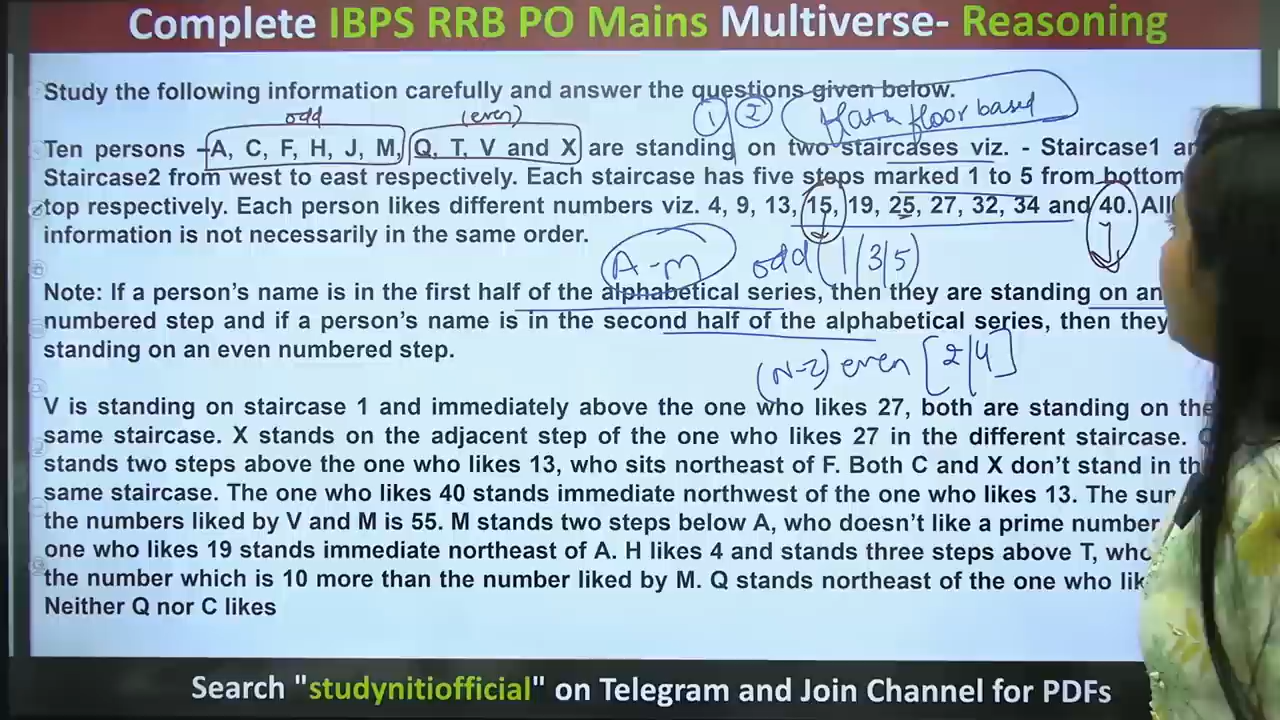 Complete IBPS RRB PO Mains Multiverse- Reasoning
Study the following information carefully and answer the questions given below.
odd (even) 1 2 floor based
Ten persons - A, C, F, H, J, M, Q, T, V and X are standing on two staircases viz. - Staircase1
Staircase2 from west to east respectively. Each staircase has five steps marked 1 to 5 from bottom
top respectively. Each person likes different numbers viz. 4, 9, 13, 15, 19, 25, 27, 32, 34 and 40. All
information is not necessarily in the same order.
A-M odd (1/3/5)
Note: If a person's name is in the first half of the alphabetical series, then they are standing on an
numbered step and if a person's name is in the second half of the alphabetical series, then they
standing on an even numbered step.
(N-Z) even [2/4]
V is standing on staircase 1 and immediately above the one who likes 27, both are standing on the
same staircase. X stands on the adjacent step of the one who likes 27 in the different staircase.
stands two steps above the one who likes 13, who sits northeast of F. Both C and X don't stand in
same staircase. The one who likes 40 stands immediate northwest of the one who likes 13. The
the numbers liked by V and M is 55. M stands two steps below A, who doesn't like a prime number
one who likes 19 stands immediate northeast of A. H likes 4 and stands three steps above T,
the number which is 10 more than the number liked by M. Q stands northeast of the one who
Neither Q nor C likes
Search "studynitiofficial" on Telegram and Join Channel for PDFs